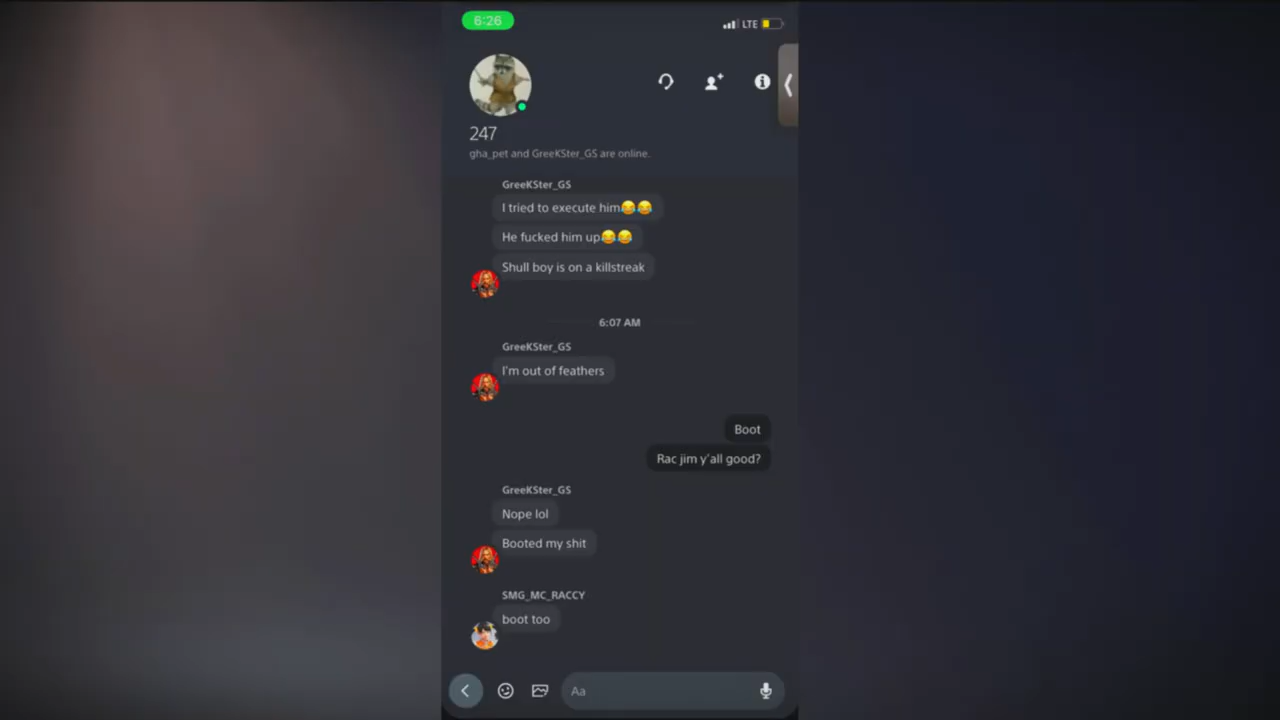 6:26
LTE
247
gha_pet and GreeKSter_GS are online.
GreeKSter_GS
I tried to execute him😂😂
He fucked him up😂😂
Shull boy is on a killstreak
6:07 AM
GreeKSter_GS
I'm out of feathers
Boot
Rac jim y'all good?
GreeKSter_GS
Nope lol
Booted my shit
SMG_MC_RACCY
boot too
Aa